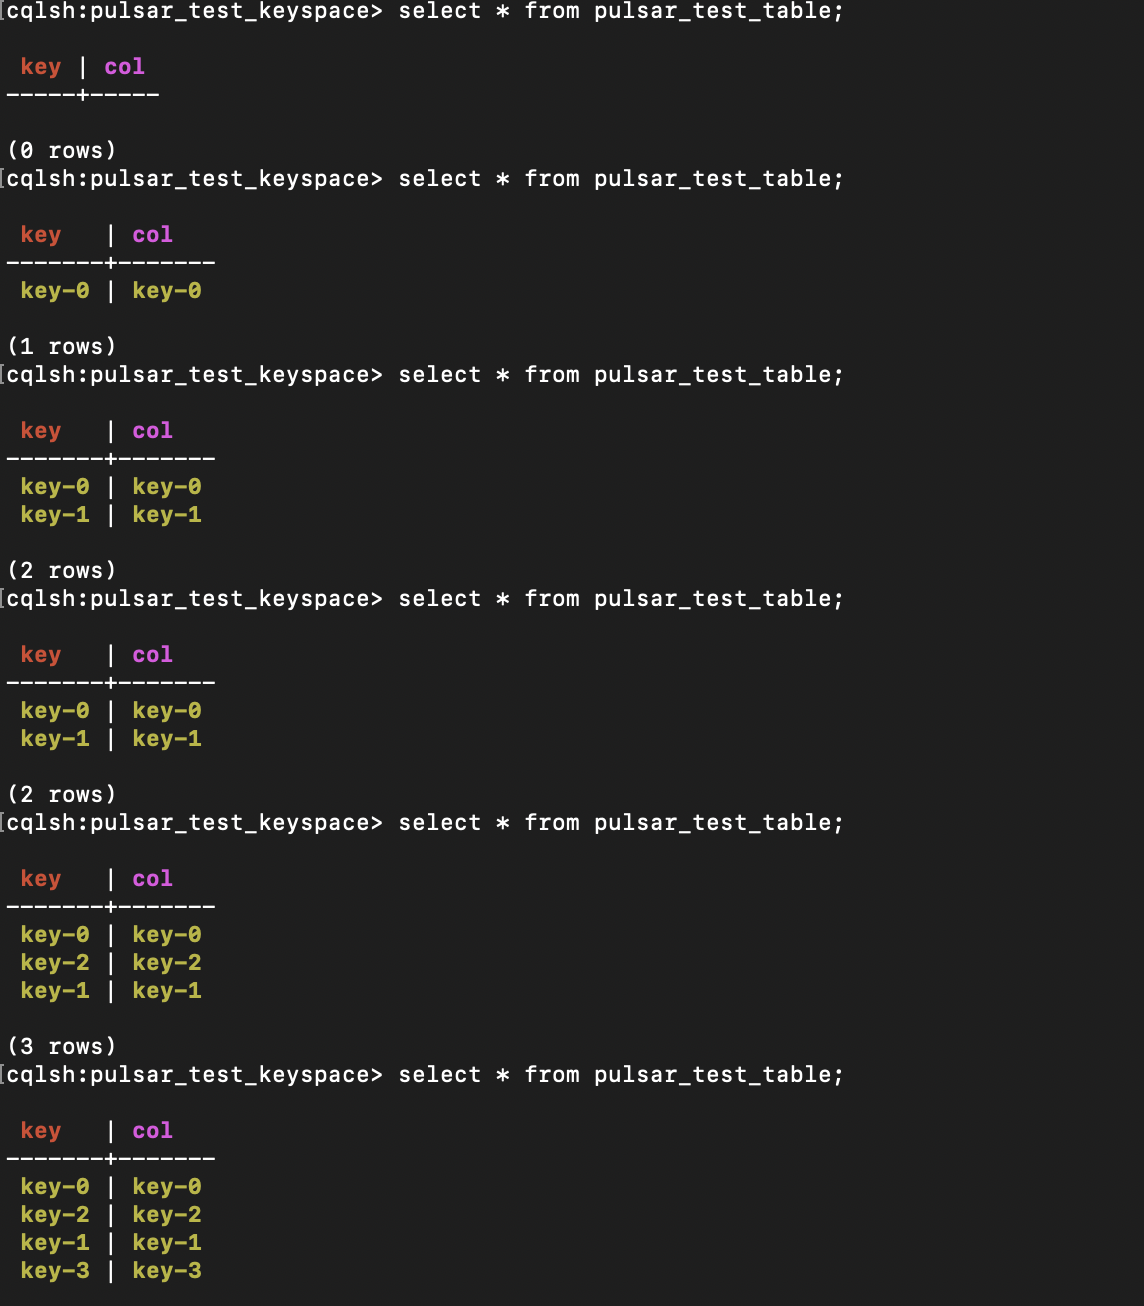 [cqlsh:pulsar_test_keyspace> select * from pulsar_test_table;
key | col
-----+-----
(0 rows)
[cqlsh:pulsar_test_keyspace> select * from pulsar_test_table;
key   | col
-------+-------
key-0 | key-0
(1 rows)
[cqlsh:pulsar_test_keyspace> select * from pulsar_test_table;
key   | col
-------+-------
key-0 | key-0
key-1 | key-1
(2 rows)
[cqlsh:pulsar_test_keyspace> select * from pulsar_test_table;
key   | col
-------+-------
key-0 | key-0
key-1 | key-1
(2 rows)
[cqlsh:pulsar_test_keyspace> select * from pulsar_test_table;
key   | col
-------+-------
key-0 | key-0
key-2 | key-2
key-1 | key-1
(3 rows)
[cqlsh:pulsar_test_keyspace> select * from pulsar_test_table;
key   | col
-------+-------
key-0 | key-0
key-2 | key-2
key-1 | key-1
key-3 | key-3